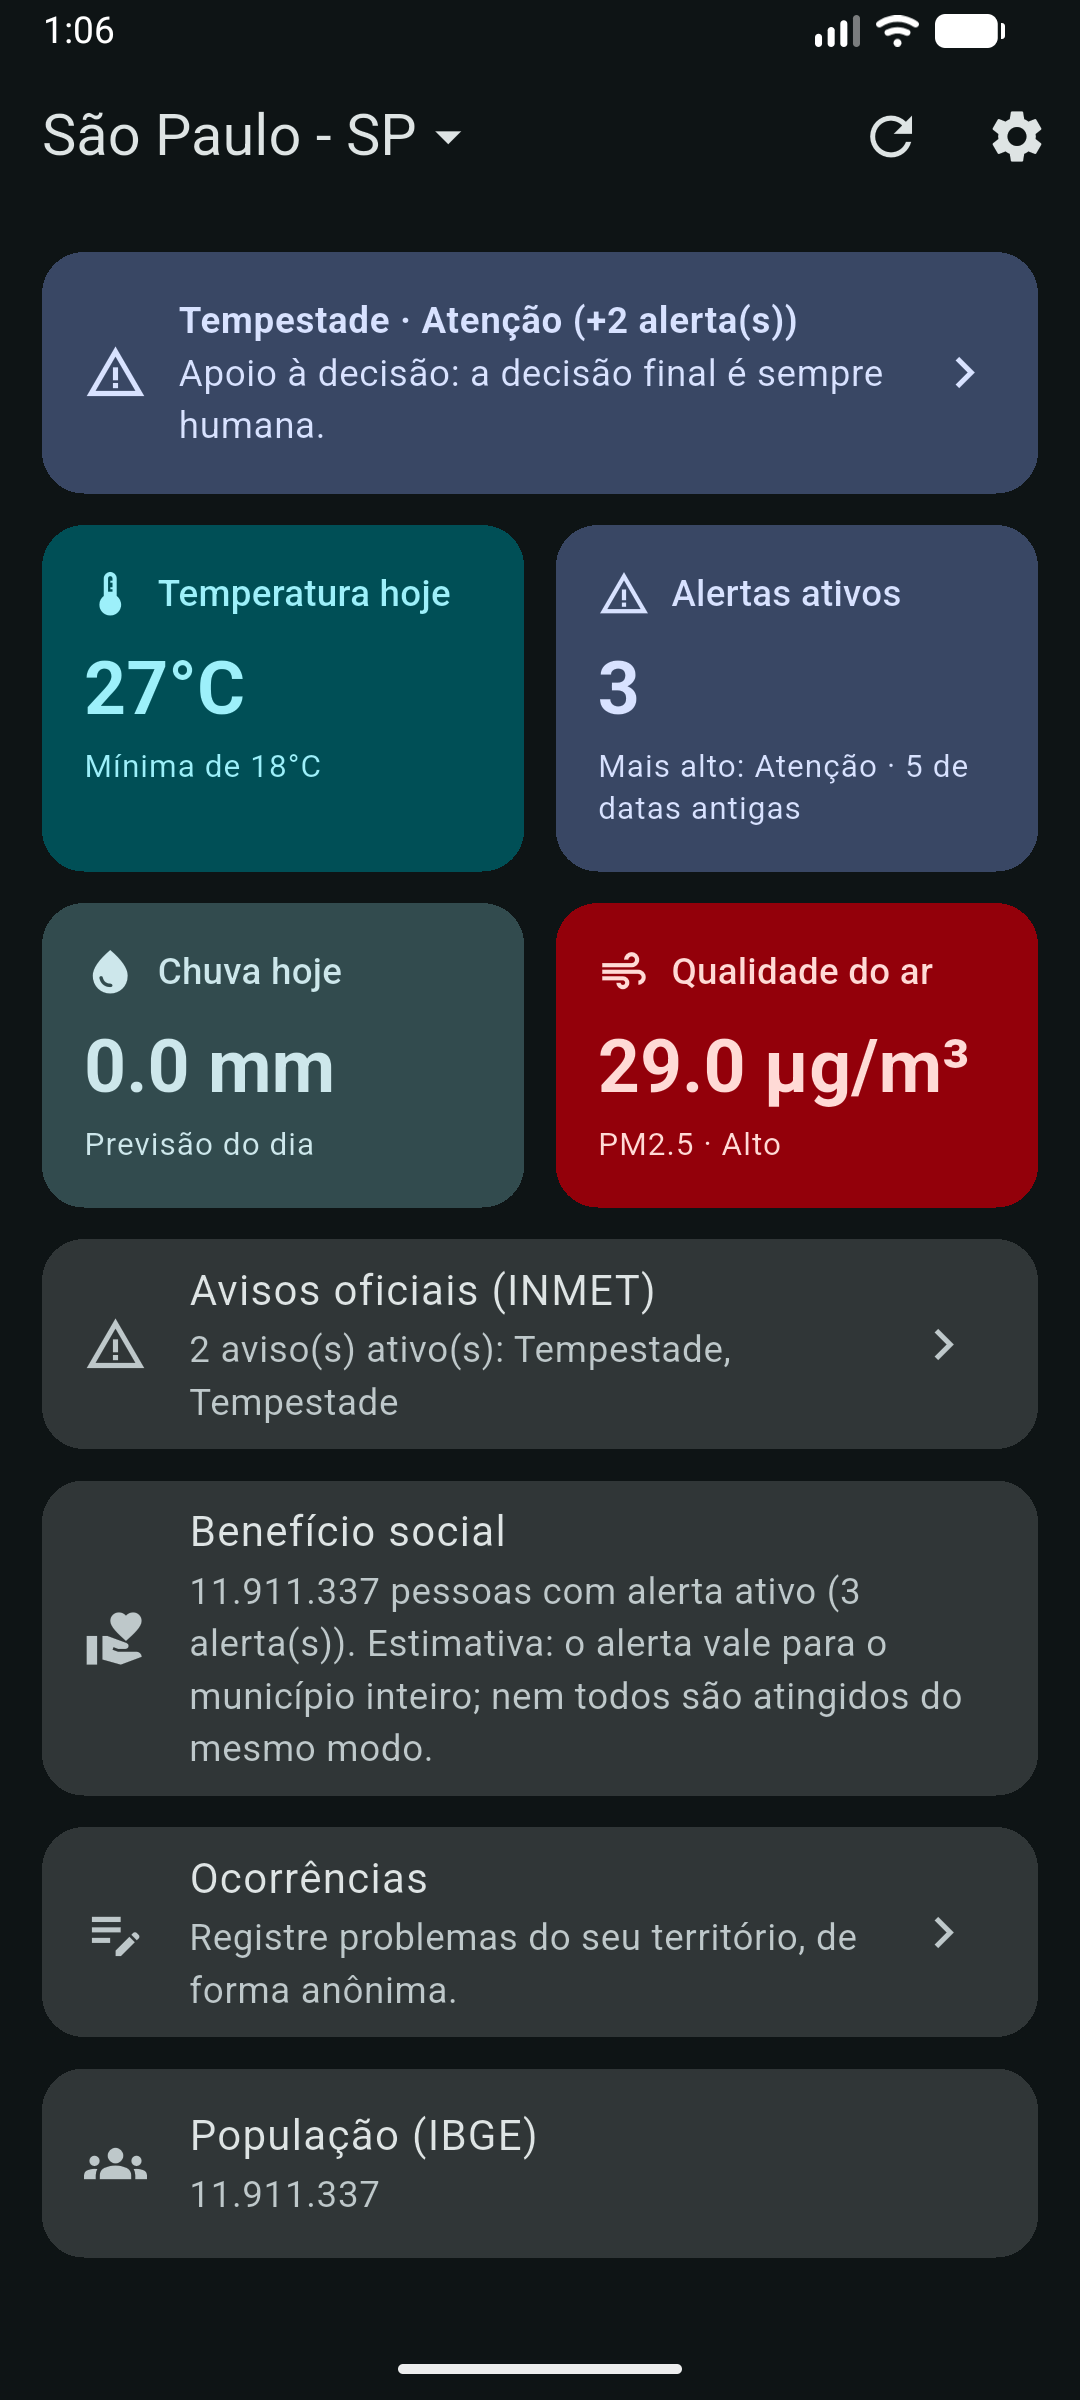 1:06
São Paulo - SP
Tempestade · Atenção (+2 alerta(s))
Apoio à decisão: a decisão final é sempre
humana.
Temperatura hoje
27°C
Mínima de 18°C
Alertas ativos
3
Mais alto: Atenção · 5 de
datas antigas
Chuva hoje
0.0 mm
Previsão do dia
Qualidade do ar
29.0 µg/m³
PM2.5 · Alto
Avisos oficiais (INMET)
2 aviso(s) ativo(s): Tempestade,
Tempestade
Benefício social
11.911.337 pessoas com alerta ativo (3
alerta(s)). Estimativa: o alerta vale para o
município inteiro; nem todos são atingidos do
mesmo modo.
Ocorrências
Registre problemas do seu território, de
forma anônima.
População (IBGE)
11.911.337